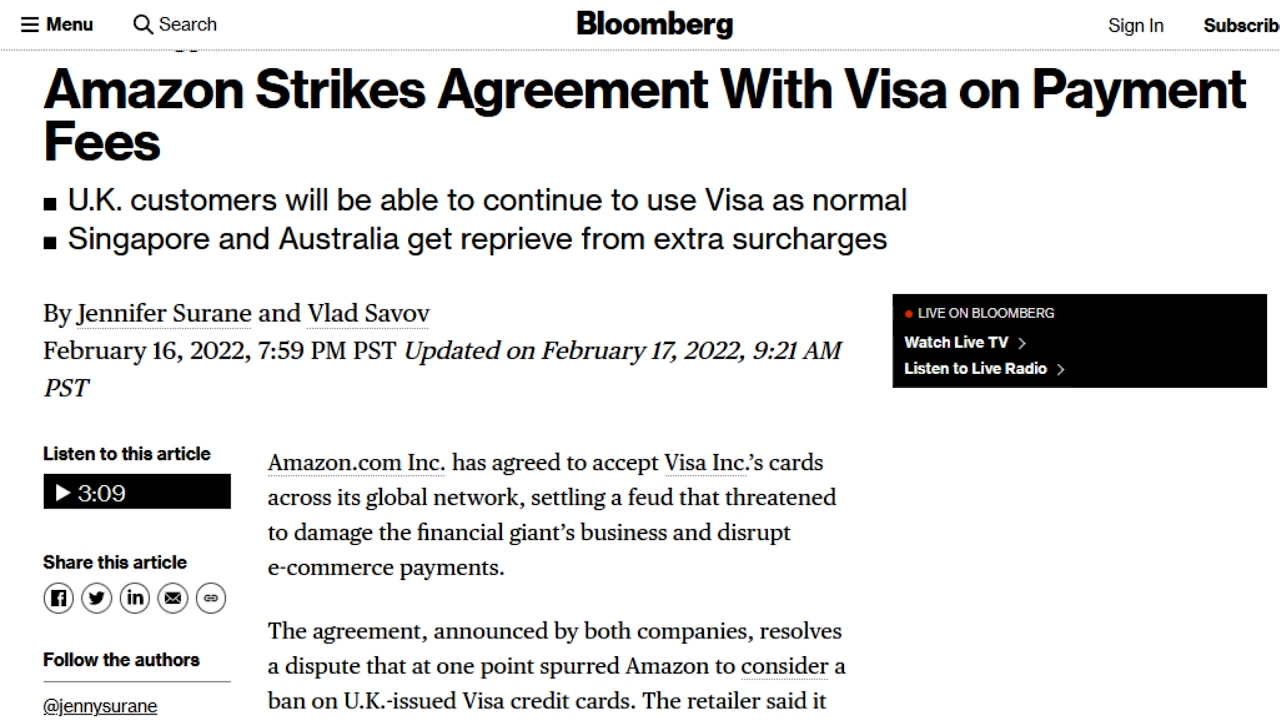 Menu
Search
Bloomberg
Sign In
Subscrib
Amazon Strikes Agreement With Visa on Payment
Fees
■ U.K. customers will be able to continue to use Visa as normal
■ Singapore and Australia get reprieve from extra surcharges
By Jennifer Surane and Vlad Savov
February 16, 2022, 7:59 PM PST Updated on February 17, 2022, 9:21 AM
PST
LIVE ON BLOOMBERG
Watch Live TV
Listen to Live Radio
Listen to this article
3:09
Share this article
Follow the authors
@jennysurane
Amazon.com Inc. has agreed to accept Visa Inc.’s cards
across its global network, settling a feud that threatened
to damage the financial giant’s business and disrupt
e-commerce payments.
The agreement, announced by both companies, resolves
a dispute that at one point spurred Amazon to consider a
ban on U.K.-issued Visa credit cards. The retailer said it